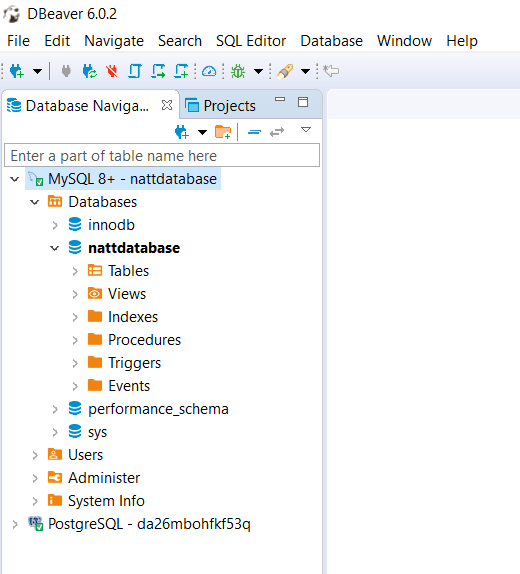 DBeaver 6.0.2
File Edit Navigate Search SQL Editor Database Window Help
Database Naviga... Projects
Enter a part of table name here
MySQL 8+ - nattdatabase
Databases
innodb
nattdatabase
Tables
Views
Indexes
Procedures
Triggers
Events
performance_schema
sys
Users
Administer
System Info
PostgreSQL - da26mbohfkf53q